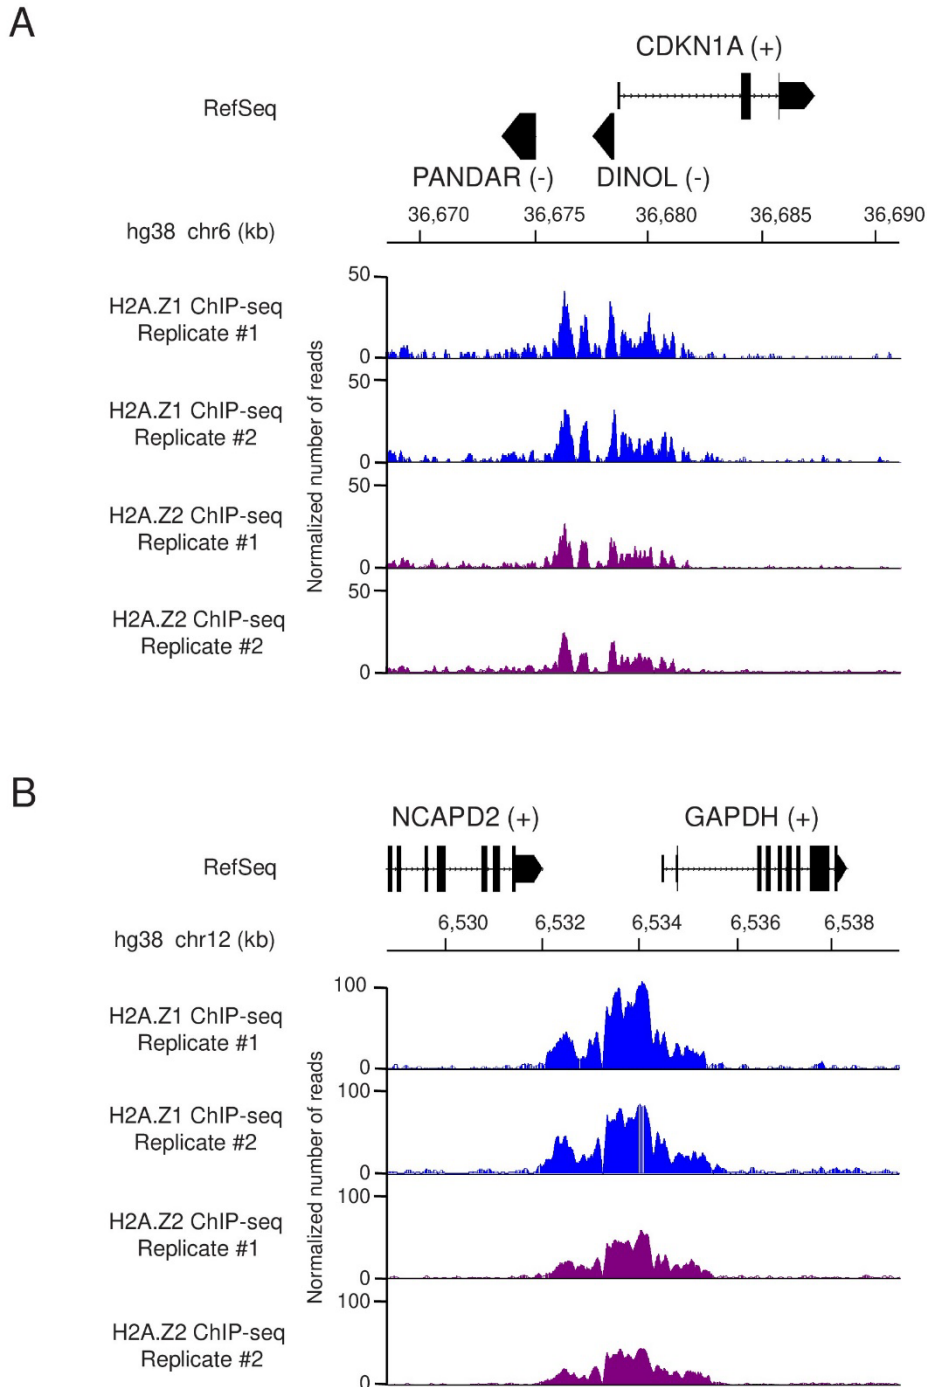 A
CDKN1A (+)
RefSeq
PANDAR (-) DINOL (-)
36,670 36,675 36,680 36,685 36,690
hg38 chr6 (kb)
50
H2A.Z1 ChIP-seq
Replicate #1
0
50
H2A.Z1 ChIP-seq
Replicate #2
0
50
H2A.Z2 ChIP-seq
Replicate #1
0
50
H2A.Z2 ChIP-seq
Replicate #2
0
Normalized number of reads
B
NCAPD2 (+) GAPDH (+)
RefSeq
6,530 6,532 6,534 6,536 6,538
hg38 chr12 (kb)
100
H2A.Z1 ChIP-seq
Replicate #1
0
100
H2A.Z1 ChIP-seq
Replicate #2
0
100
H2A.Z2 ChIP-seq
Replicate #1
0
100
H2A.Z2 ChIP-seq
Replicate #2
0
Normalized number of reads